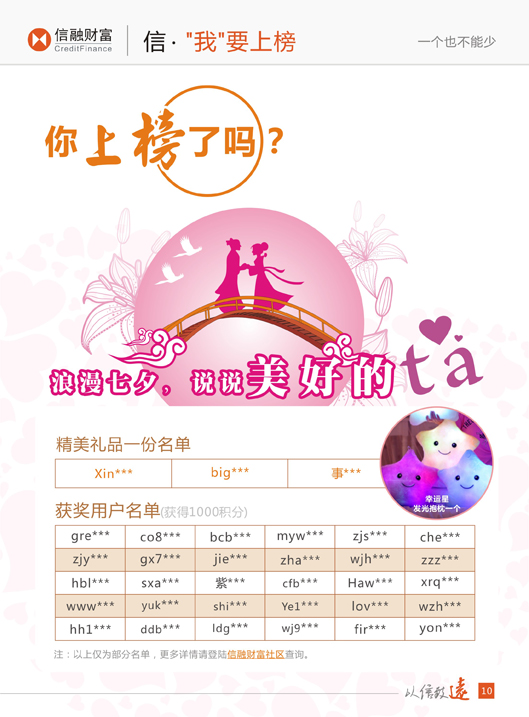 信融财富
CreditFinance
信·"我"要上榜
一个也不能少
你上榜了吗？
浪漫七夕，说说美好的tā
精美礼品一份名单
Xin*** big*** 事***
幸运星
发光抱枕一个
获奖用户名单(获得1000积分)
gre*** co8*** bcb*** myw*** zjs*** che***
zjy*** gx7*** jie*** zha*** wjh*** zzz***
hbl*** sxa*** 紫*** cfb*** Haw*** xrq***
www*** yuk*** shi*** Ye1*** lov*** wzh***
hh1*** ddb*** ldg*** wj9*** fir*** yon***
注：以上仅为部分名单，更多详情请登陆信融财富社区查询。
以信致远
10